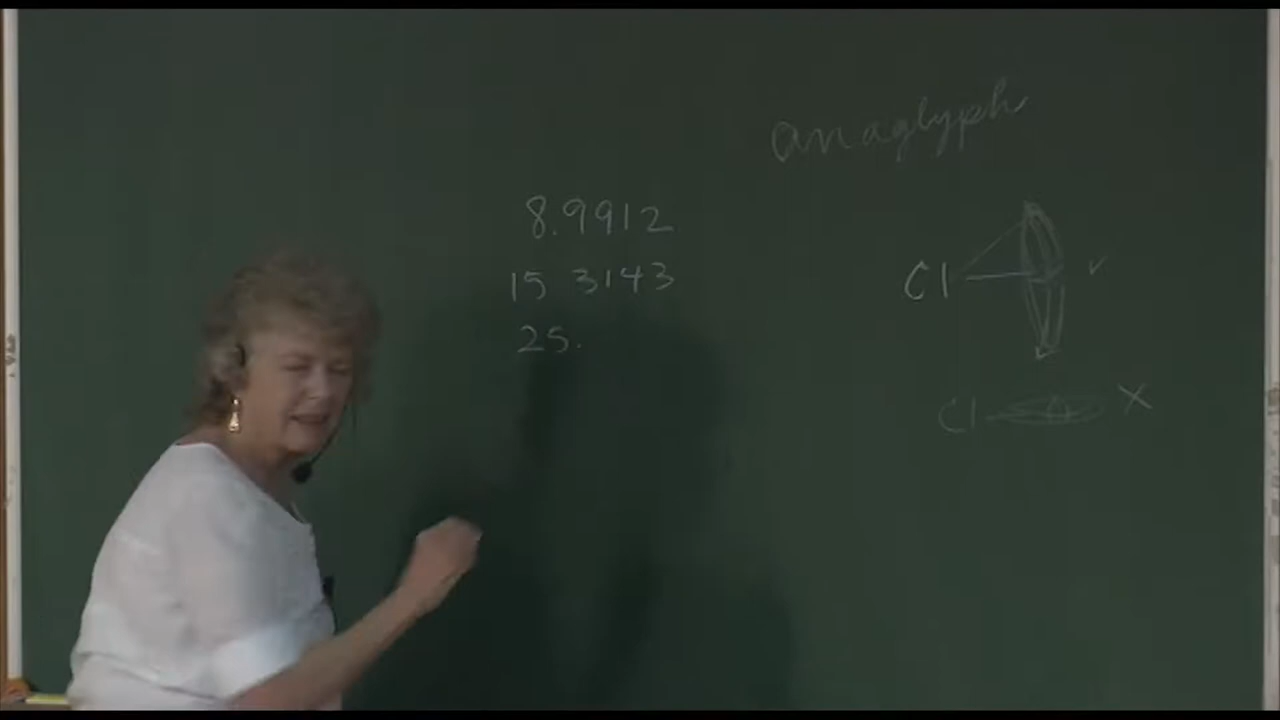 anaglyph
8.9912
15 3143
25.
Cl
Cl